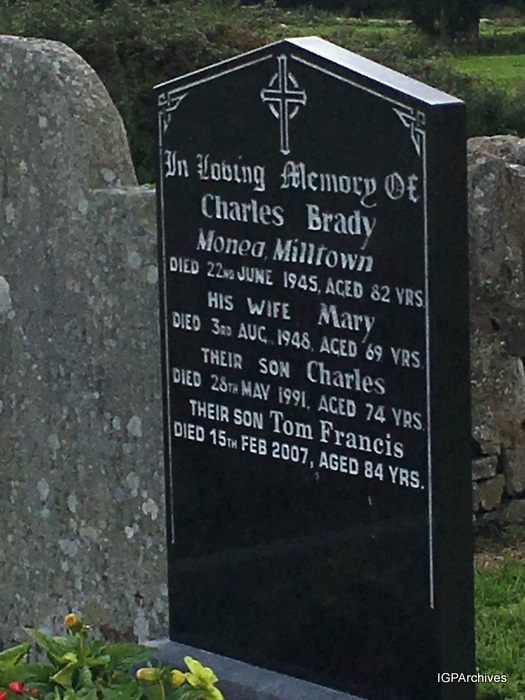 In Loving Memory Of
Charles Brady
Monea, Milltown
DIED 22ND JUNE 1945, AGED 82 YRS.
HIS WIFE Mary
DIED 3RD AUG. 1948, AGED 69 YRS.
THEIR SON Charles
DIED 28TH MAY 1991, AGED 74 YRS.
THEIR SON Tom Francis
DIED 15TH FEB 2007, AGED 84 YRS.
IGPArchives